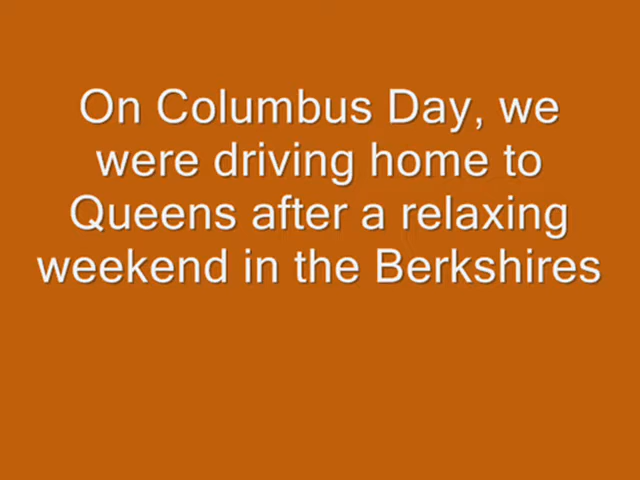 On Columbus Day, we
were driving home to
Queens after a relaxing
weekend in the Berkshires